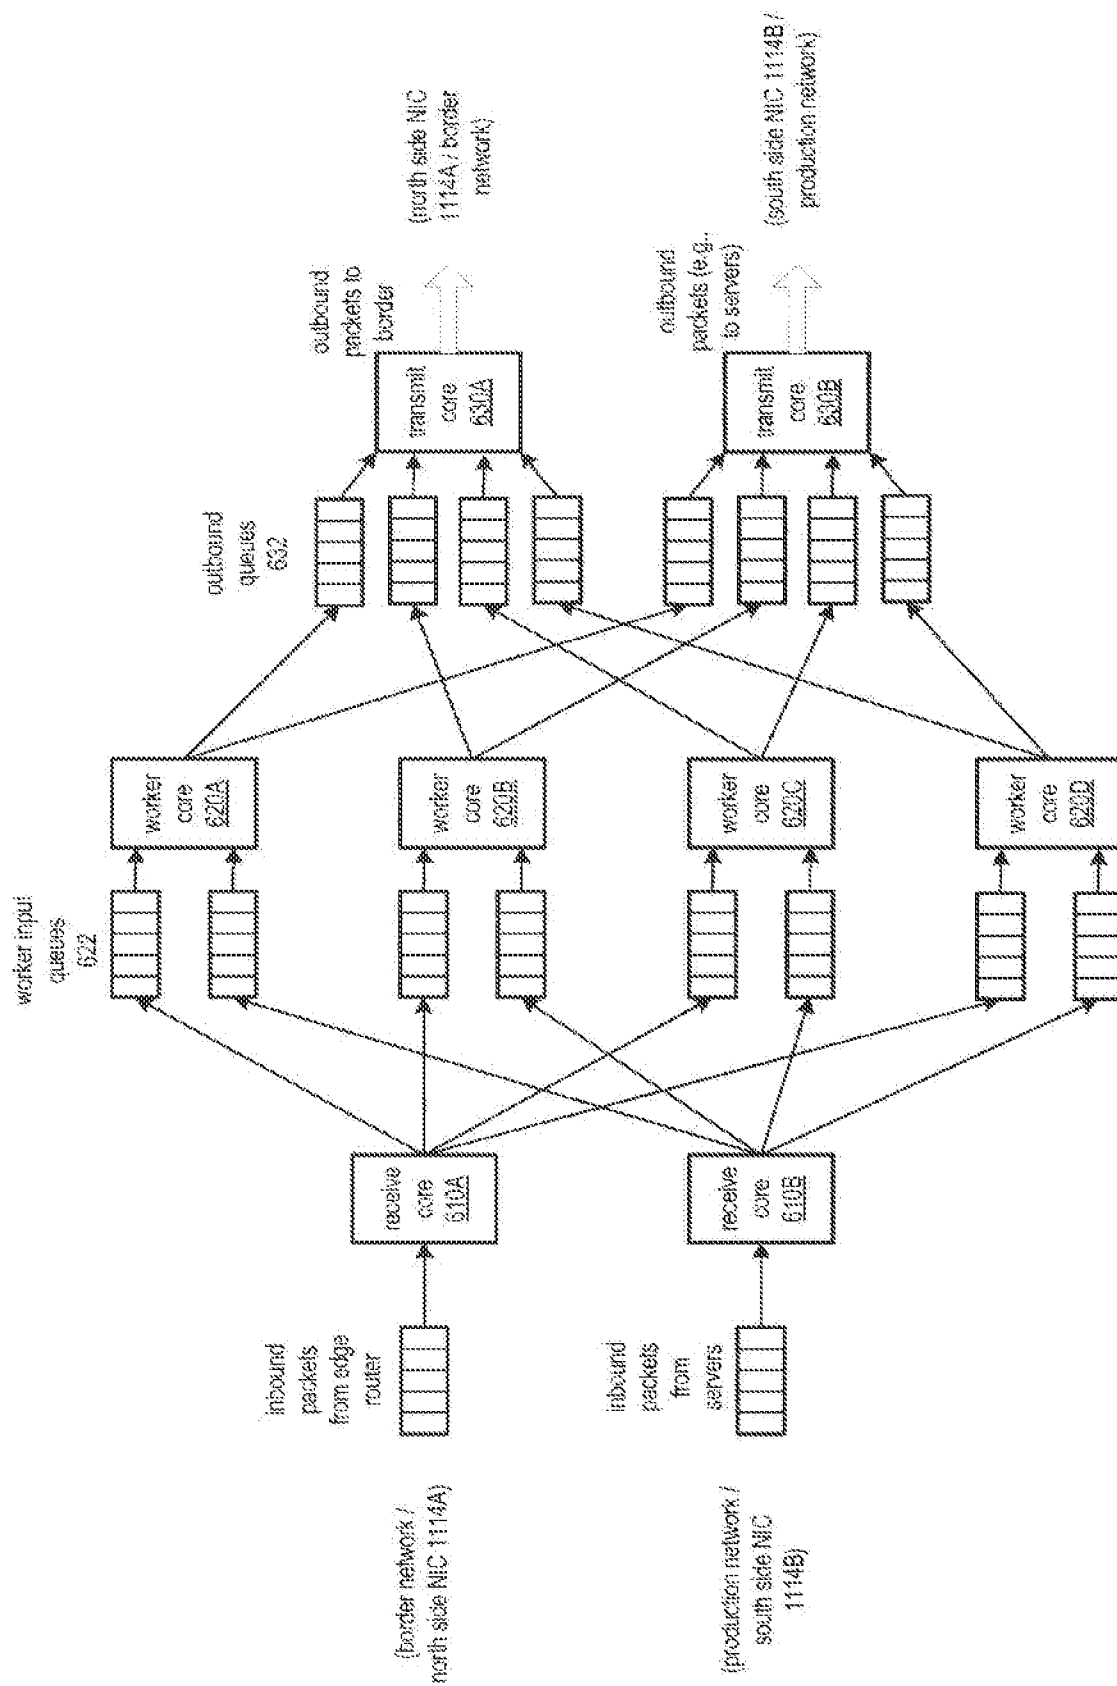 worker input
queues
622
outbound
queues
632
outbound
packets to
border
(north side NIC
1114A / border
network)
inbound
packets
from edge
router
(border network /
north side NIC 1114A)
receive
core
610A
worker
core
620A
worker
core
620B
transmit
core
630A
outbound
packets (e.g.,
to servers)
(south side NIC 1114B /
production network)
inbound
packets
from
servers
(production network /
south side NIC
1114B)
receive
core
610B
worker
core
620C
worker
core
620D
transmit
core
630B